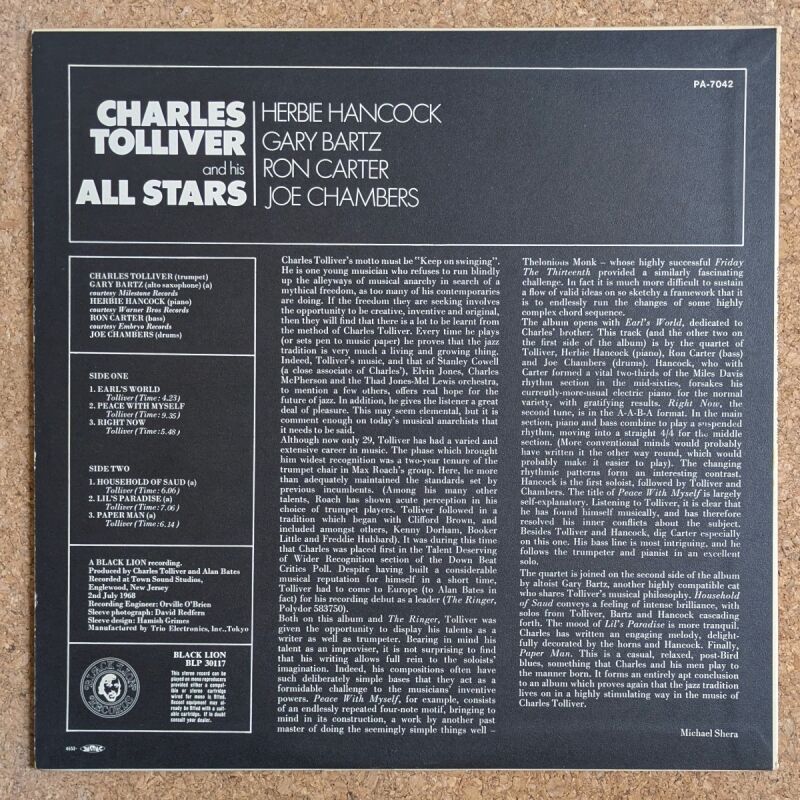 PA-7042
CHARLES
TOLLIVER
and his
ALL STARS
HERBIE HANCOCK
GARY BARTZ
RON CARTER
JOE CHAMBERS
CHARLES TOLLIVER (trumpet)
GARY BARTZ (alto saxophone) (a)
courtesy Milestone Records
HERBIE HANCOCK (piano)
courtesy Warner Bros Records
RON CARTER (bass)
courtesy Embryo Records
JOE CHAMBERS (drums)
SIDE ONE
1. EARL'S WORLD
Tolliver (Time: 4.23)
2. PEACE WITH MYSELF
Tolliver (Time: 9.35)
3. RIGHT NOW
Tolliver (Time: 5.48)
SIDE TWO
1. HOUSEHOLD OF SAUD (a)
Tolliver (Time: 6.06)
2. LIL'S PARADISE (a)
Tolliver (Time: 7.06)
3. PAPER MAN (a)
Tolliver (Time: 6.14)
A BLACK LION recording.
Produced by Charles Tolliver and Alan Bates
Recorded at Town Sound Studios,
Englewood, New Jersey
2nd July 1968
Recording Engineer: Orville O'Brien
Sleeve photograph: David Redfern
Sleeve design: Hamish Grimes
Manufactured by Trio Electronics, Inc., Tokyo
BLACK LION
BLP 30117
This stereo record can be
played on mono reproducers
provided either a compat-
ible or stereo cartridge
wired for mono is fitted.
Recent equipment may al-
ready be fitted with a suit-
able cartridge. If in doubt
consult your dealer.
Charles Tolliver's motto must be "Keep on swinging".
He is one young musician who refuses to run blindly
up the alleyways of musical anarchy in search of a
mythical freedom, as too many of his contemporaries
are doing. If the freedom they are seeking involves
the opportunity to be creative, inventive and original,
then they will find that there is a lot to be learnt from
the method of Charles Tolliver. Every time he plays
(or sets pen to music paper) he proves that the jazz
tradition is very much a living and growing thing.
Indeed, Tolliver's music, and that of Stanley Cowell
(a close associate of Charles'), Elvin Jones, Charles
McPherson and the Thad Jones-Mel Lewis orchestra,
to mention a few others, offers real hope for the
future of jazz. In addition, he gives the listener a great
deal of pleasure. This may seem elemental, but it is
comment enough on today's musical anarchists that
it needs to be said.
Although now only 29, Tolliver has had a varied and
extensive career in music. The phase which brought
him widest recognition was a two-year tenure of the
trumpet chair in Max Roach's group. Here, he more
than adequately maintained the standards set by
previous incumbents. (Among his many other
talents, Roach has shown acute perception in his
choice of trumpet players. Tolliver followed in a
tradition which began with Clifford Brown, and
included amongst others, Kenny Dorham, Booker
Little and Freddie Hubbard). It was during this time
that Charles was placed first in the Talent Deserving
of Wider Recognition section of the Down Beat
Critics Poll. Despite having built a considerable
musical reputation for himself in a short time,
Tolliver had to come to Europe (to Alan Bates in
fact) for his recording debut as a leader (The Ringer,
Polydor 583750).
Both on this album and The Ringer, Tolliver was
given the opportunity to display his talents as a
writer as well as trumpeter. Bearing in mind his
talent as an improviser, it is not surprising to find
that his writing allows full rein to the soloists'
imagination. Indeed, his compositions often have
such deliberately simple bases that they act as a
formidable challenge to the musicians' inventive
powers. Peace With Myself, for example, consists
of an endlessly repeated four-note motif, bringing to
mind in its construction, a work by another past
master of doing the seemingly simple things well –
Thelonious Monk – whose highly successful Friday
The Thirteenth provided a similarly fascinating
challenge. In fact it is much more difficult to sustain
a flow of valid ideas on so sketchy a framework that it
is to endlessly run the changes of some highly
complex chord sequence.
The album opens with Earl's World, dedicated to
Charles' brother. This track (and the other two on
the first side of the album) is by the quartet of
Tolliver, Herbie Hancock (piano), Ron Carter (bass)
and Joe Chambers (drums). Hancock, who with
Carter formed a vital two-thirds of the Miles Davis
rhythm section in the mid-sixties, forsakes his
currently-more-usual electric piano for the normal
variety, with gratifying results. Right Now, the
second tune, is in the A-A-B-A format. In the main
section, piano and bass combine to play a suspended
rhythm, moving into a straight 4/4 for the middle
section. (More conventional minds would probably
have written it the other way round, which would
probably make it easier to play). The changing
rhythmic patterns form an interesting contrast.
Hancock is the first soloist, followed by Tolliver and
Chambers. The title of Peace With Myself is largely
self-explanatory. Listening to Tolliver, it is clear that
he has found himself musically, and has therefore
resolved his inner conflicts about the subject.
Besides Tolliver and Hancock, dig Carter especially
on this one. His bass line is most intriguing, and he
follows the trumpeter and pianist in an excellent
solo.
The quartet is joined on the second side of the album
by altoist Gary Bartz, another highly compatible cat
who shares Tolliver's musical philosophy. Household
of Saud conveys a feeling of intense brilliance, with
solos from Tolliver, Bartz and Hancock cascading
forth. The mood of Lil's Paradise is more tranquil.
Charles has written an engaging melody, delight-
fully decorated by the horns and Hancock. Finally,
Paper Man. This is a casual, relaxed, post-Bird
blues, something that Charles and his men play to
the manner born. It forms an entirely apt conclusion
to an album which proves again that the jazz tradition
lives on in a highly stimulating way in the music of
Charles Tolliver.
Michael Shera